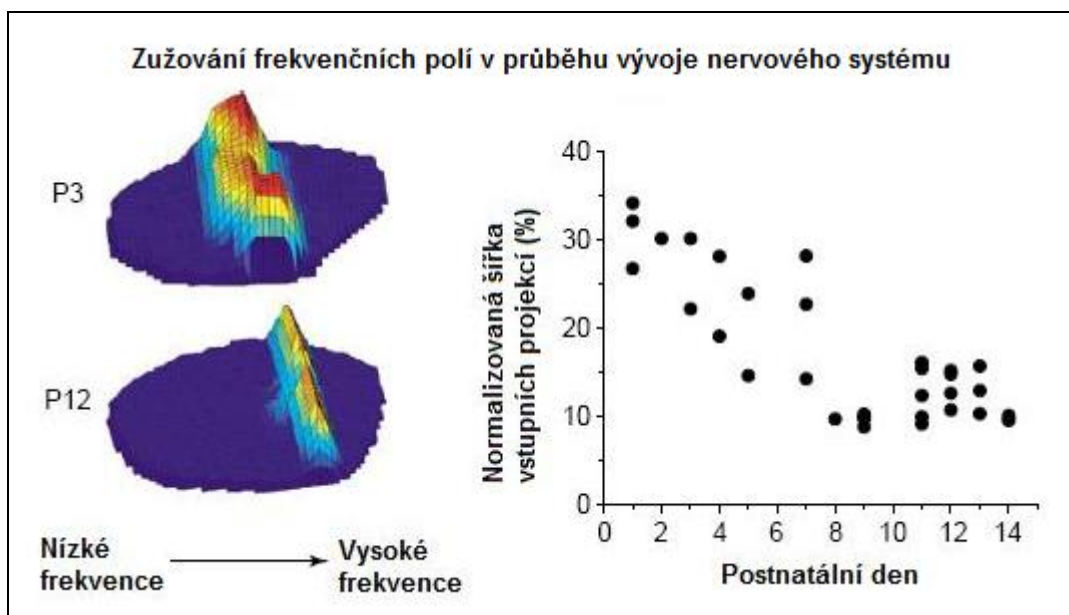 Zužování frekvenčních polí v průběhu vývoje nervového systému
P3
P12
Nízké
frekvence
Vysoké
frekvence
Normalizovaná šířka
vstupních projekcí (%)
40
30
20
10
0
0 2 4 6 8 10 12 14
Postnatální den